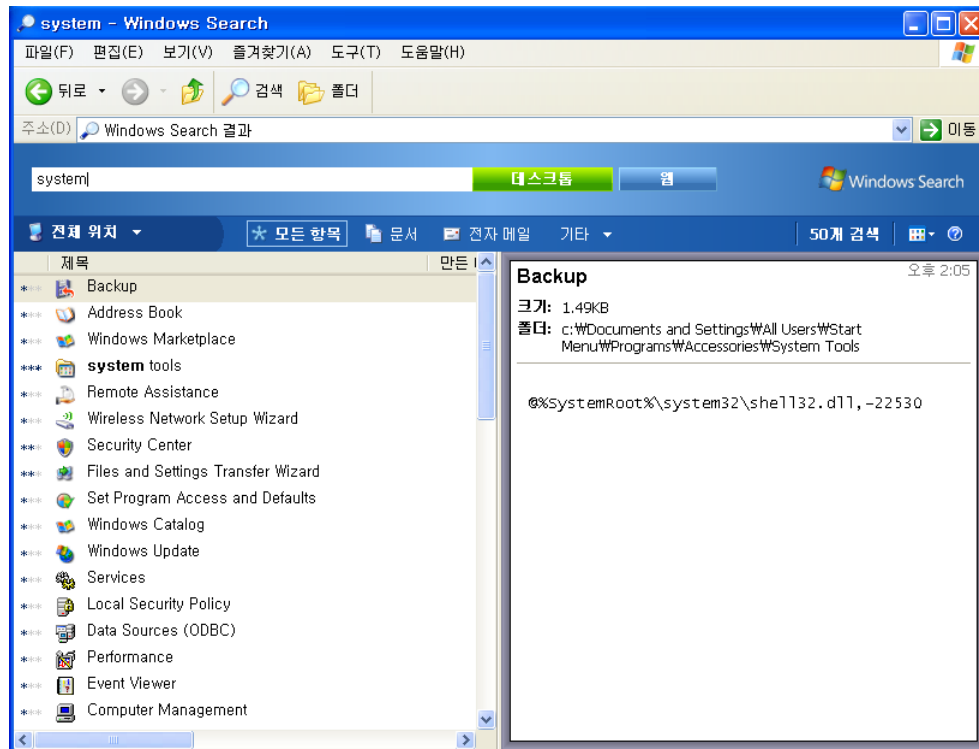 system - Windows Search
파일(F) 편집(E) 보기(V) 즐겨찾기(A) 도구(T) 도움말(H)
뒤로 검색 폴더
주소(D) Windows Search 결과 이동
system 데스크톱 웹 Windows Search
전체 위치 모든 항목 문서 전자 메일 기타 50개 검색
제목 만든
Backup
Address Book
Windows Marketplace
system tools
Remote Assistance
Wireless Network Setup Wizard
Security Center
Files and Settings Transfer Wizard
Set Program Access and Defaults
Windows Catalog
Windows Update
Services
Local Security Policy
Data Sources (ODBC)
Performance
Event Viewer
Computer Management
Backup 오후 2:05
크기: 1.49KB
폴더: c:₩Documents and Settings₩All Users₩Start
Menu₩Programs₩Accessories₩System Tools
@%SystemRoot%\system32\shell32.dll,-22530